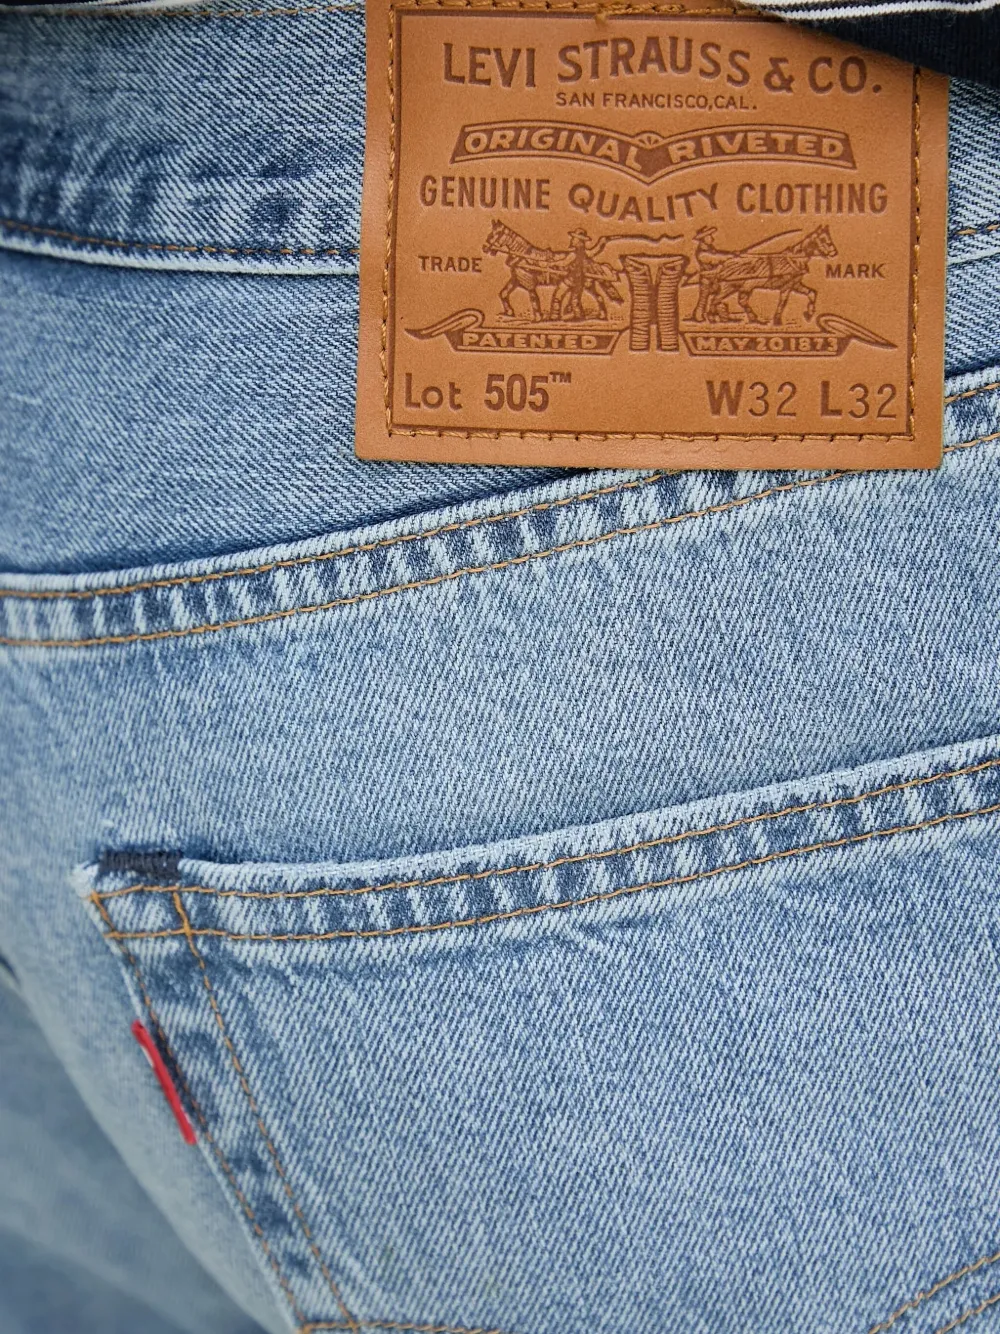 LEVI STRAUSS & CO.
SAN FRANCISCO,CAL.
ORIGINAL RIVETED
GENUINE QUALITY CLOTHING
TRADE MARK
PATENTED MAY 20 1873
Lot 505™ W32 L32